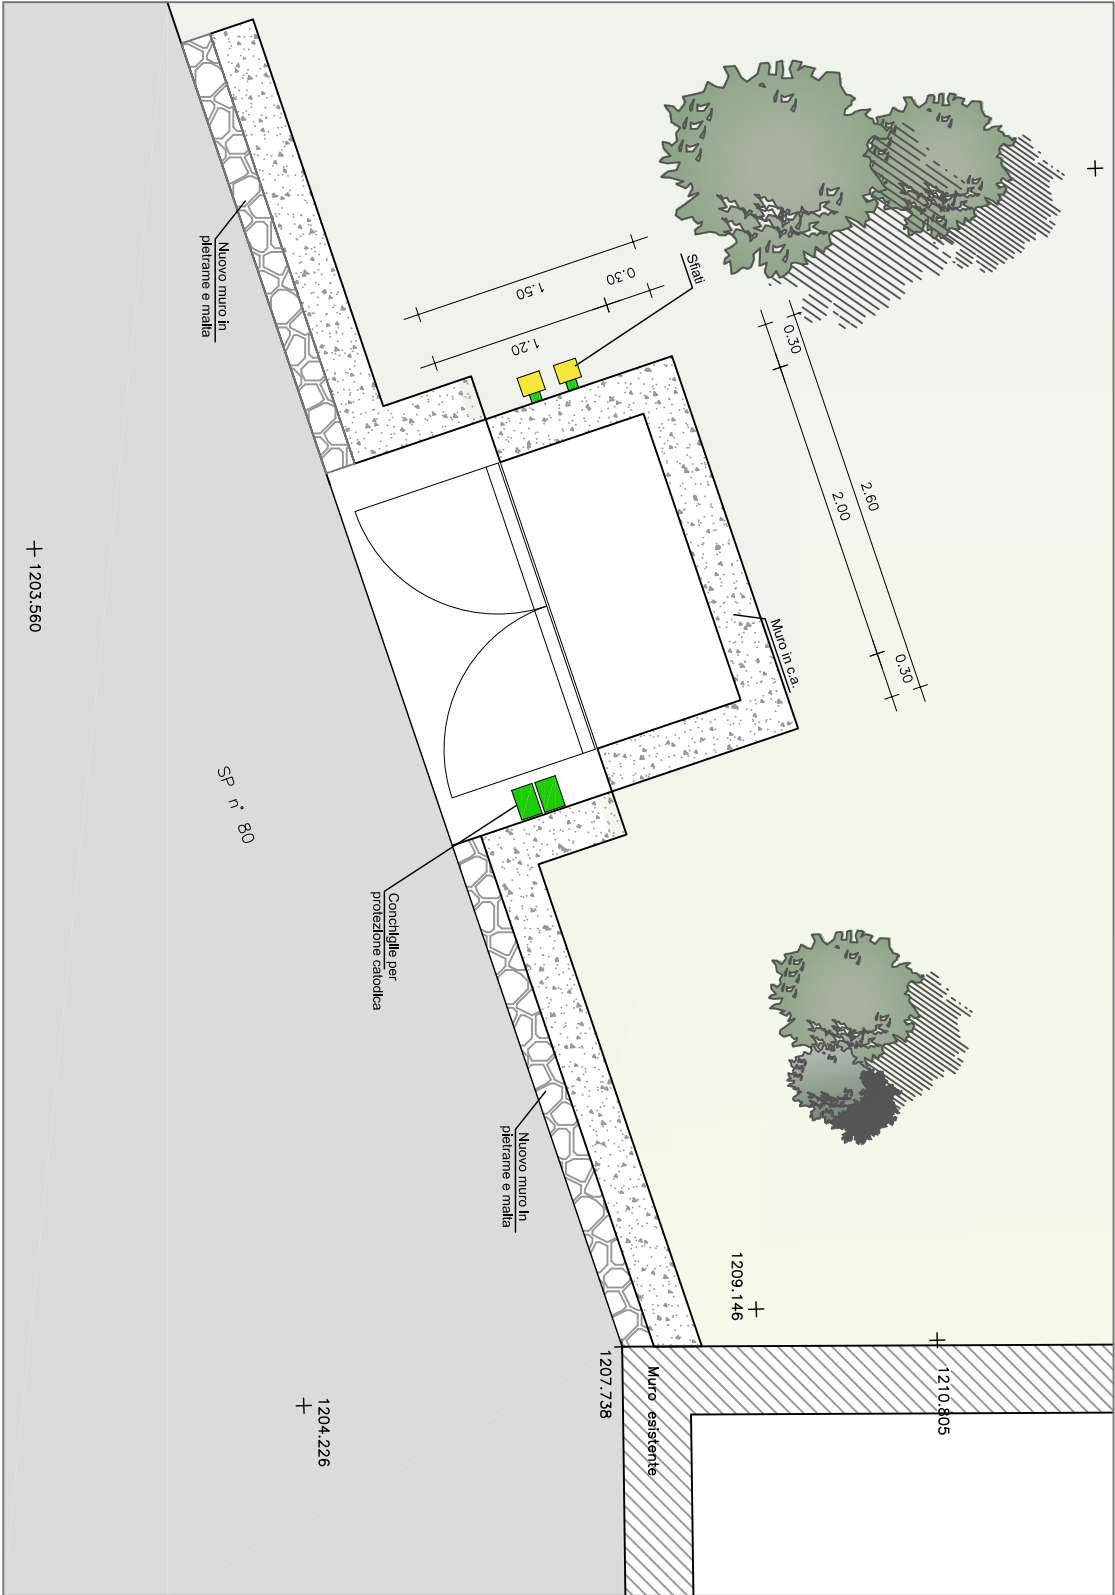 Nuovo muro in
pietrame e malta
1.50
0.30
1.20
Sfiati
0.30
2.60
2.00
0.30
Muro in c.a.
1203.560
SP n° 80
Conchiglie per
protezione catodica
Nuovo muro in
pietrame e malta
1209.146
1210.805
1207.738
Muro esistente
1204.226